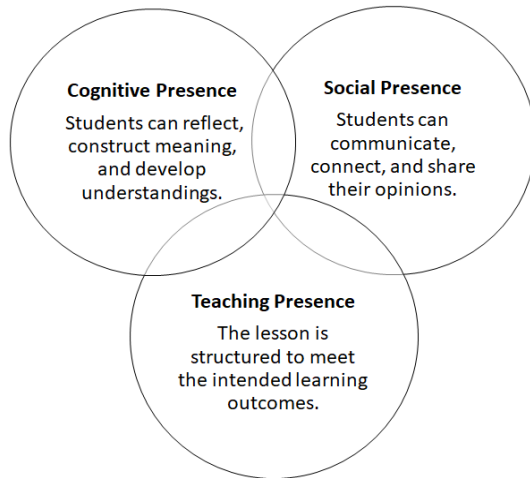 Cognitive Presence
Students can reflect,
construct meaning,
and develop
understandings.
Social Presence
Students can
communicate,
connect, and share
their opinions.
Teaching Presence
The lesson is
structured to meet
the intended learning
outcomes.